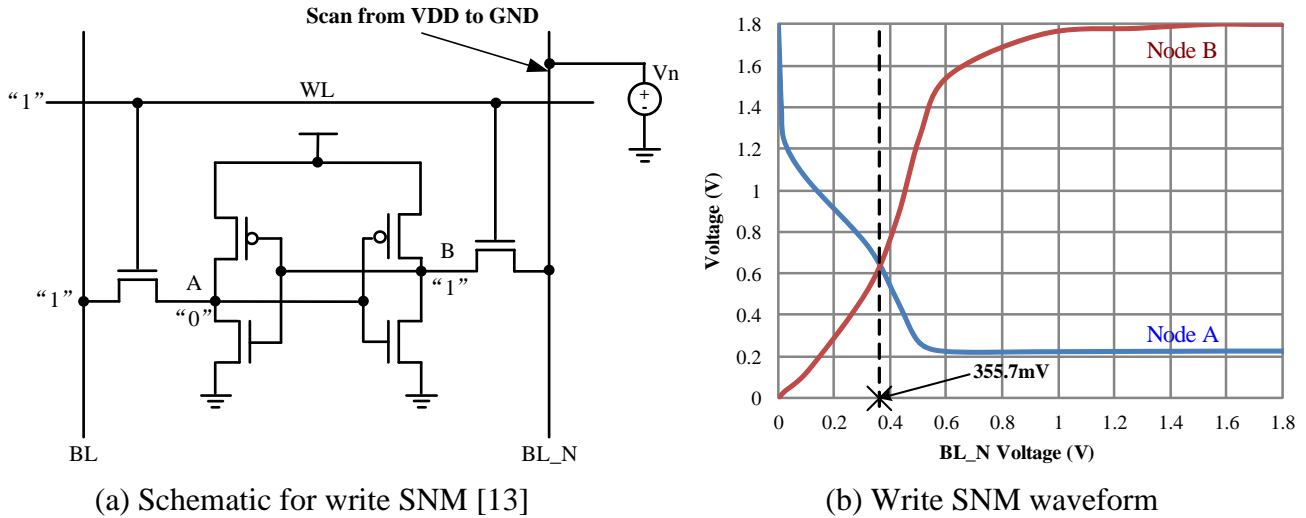 Scan from VDD to GND
Vn
+
-
WL
“1”
B
A
“1”
“1”
“0”
BL
BL_N
(a) Schematic for write SNM [13]
1.8
1.6
1.4
1.2
1
0.8
0.6
0.4
0.2
0
Voltage (V)
Node B
Node A
355.7mV
0 0.2 0.4 0.6 0.8 1 1.2 1.4 1.6 1.8
BL_N Voltage (V)
(b) Write SNM waveform